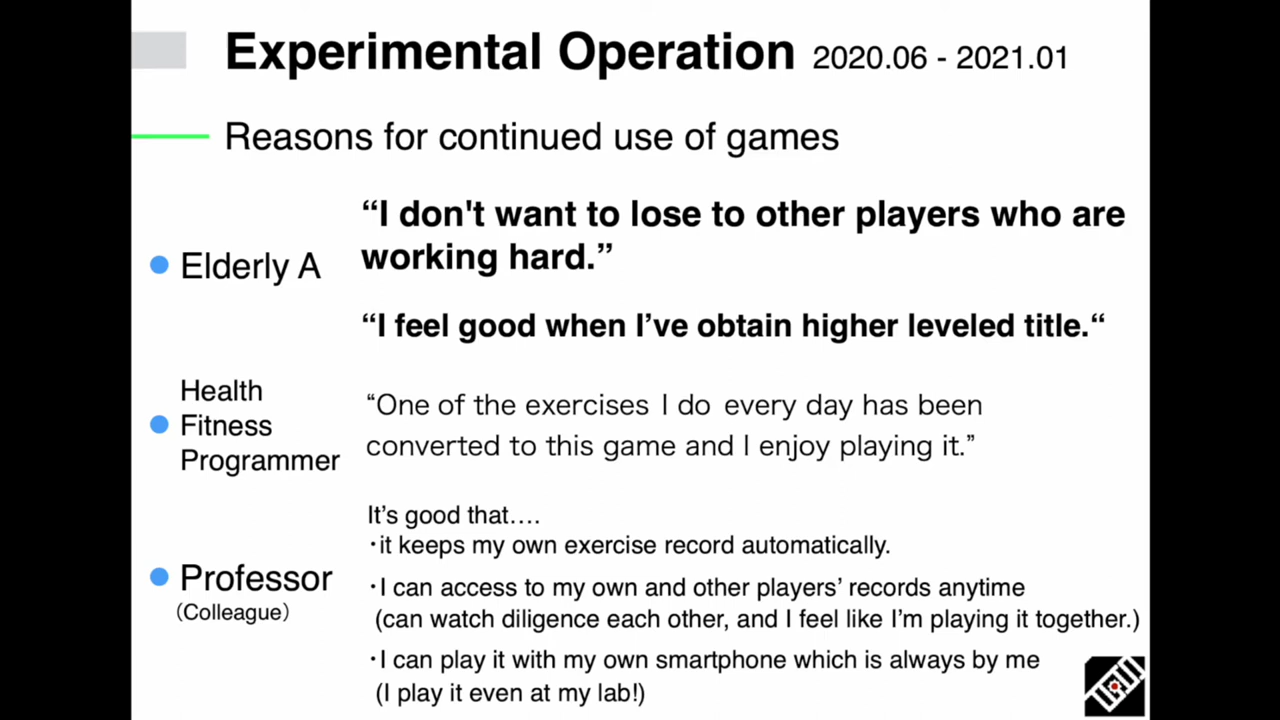 Experimental Operation 2020.06 - 2021.01
Reasons for continued use of games
Elderly A
“I don't want to lose to other players who are
working hard.”
“I feel good when I’ve obtain higher leveled title.“
Health
Fitness
Programmer
“One of the exercises I do every day has been
converted to this game and I enjoy playing it.”
Professor
(Colleague)
It’s good that….
・it keeps my own exercise record automatically.
・I can access to my own and other players’ records anytime
(can watch diligence each other, and I feel like I’m playing it together.)
・I can play it with my own smartphone which is always by me
(I play it even at my lab!)